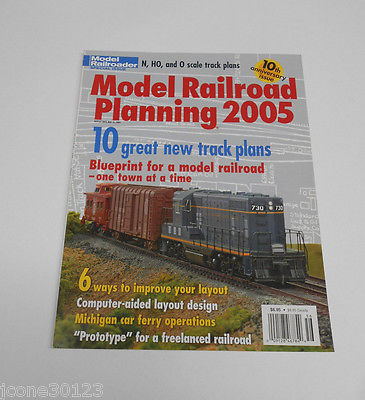 Model
Railroader
N, HO, and O scale track plans
10th
anniversary
issue
Model Railroad
Planning 2005
10 great new track plans
Blueprint for a model railroad
–one town at a time
730
730
6 ways to improve your layout
Computer-aided layout design
Michigan car ferry operations
"Prototype" for a freelanced railroad
jcone30123